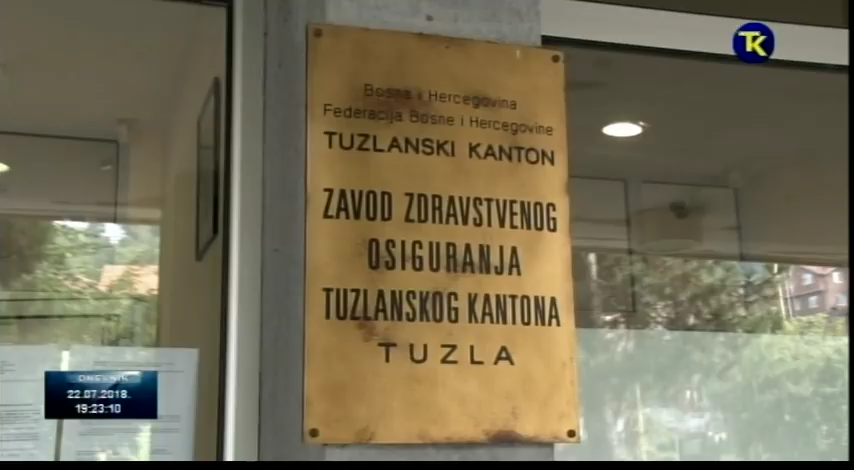 TK
Bosna i Hercegovina
Federacija Bosne i Hercegovine
TUZLANSKI KANTON
ZAVOD ZDRAVSTVENOG
OSIGURANJA
TUZLANSKOG KANTONA
TUZLA
DNEVNIK
22.07.2018.
19:23:10